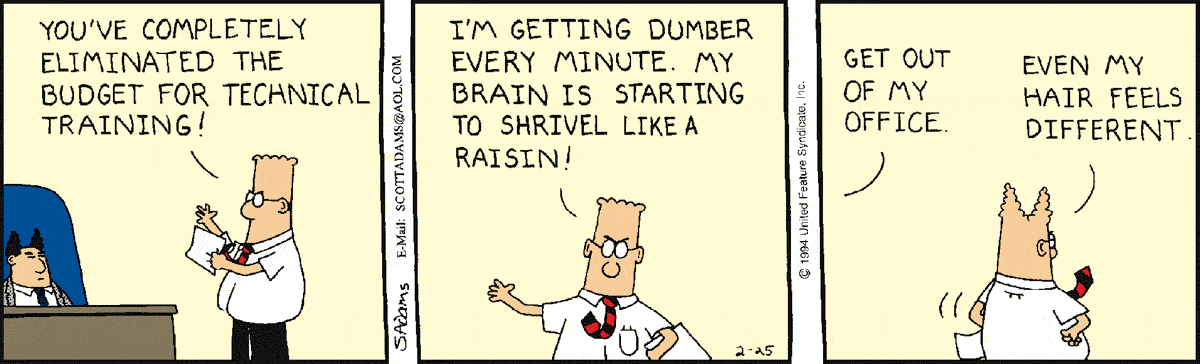 YOU'VE COMPLETELY
ELIMINATED THE
BUDGET FOR TECHNICAL
TRAINING!
SAdams E-Mail: SCOTTADAMS@AOL.COM
I'M GETTING DUMBER
EVERY MINUTE. MY
BRAIN IS STARTING
TO SHRIVEL LIKE A
RAISIN!
2-25
© 1994 United Feature Syndicate, Inc.
GET OUT
OF MY
OFFICE.
EVEN MY
HAIR FEELS
DIFFERENT.